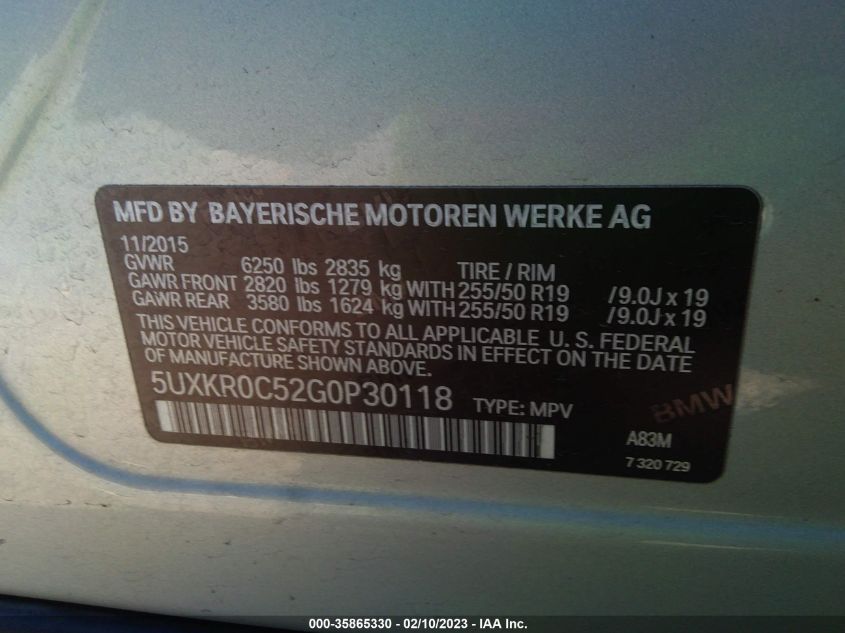 MFD BY BAYERISCHE MOTOREN WERKE AG
11/2015
GVWR 6250 lbs 2835 kg TIRE / RIM
GAWR FRONT 2820 lbs 1279 kg WITH 255/50 R19 /9.0J x 19
GAWR REAR 3580 lbs 1624 kg WITH 255/50 R19 /9.0J x 19
THIS VEHICLE CONFORMS TO ALL APPLICABLE U. S. FEDERAL
MOTOR VEHICLE SAFETY STANDARDS IN EFFECT ON THE DATE
OF MANUFACTURE SHOWN ABOVE.
5UXKR0C52G0P30118 TYPE: MPV
BMW
A83M
7 320 729
000-35865330 - 02/10/2023 - IAA Inc.